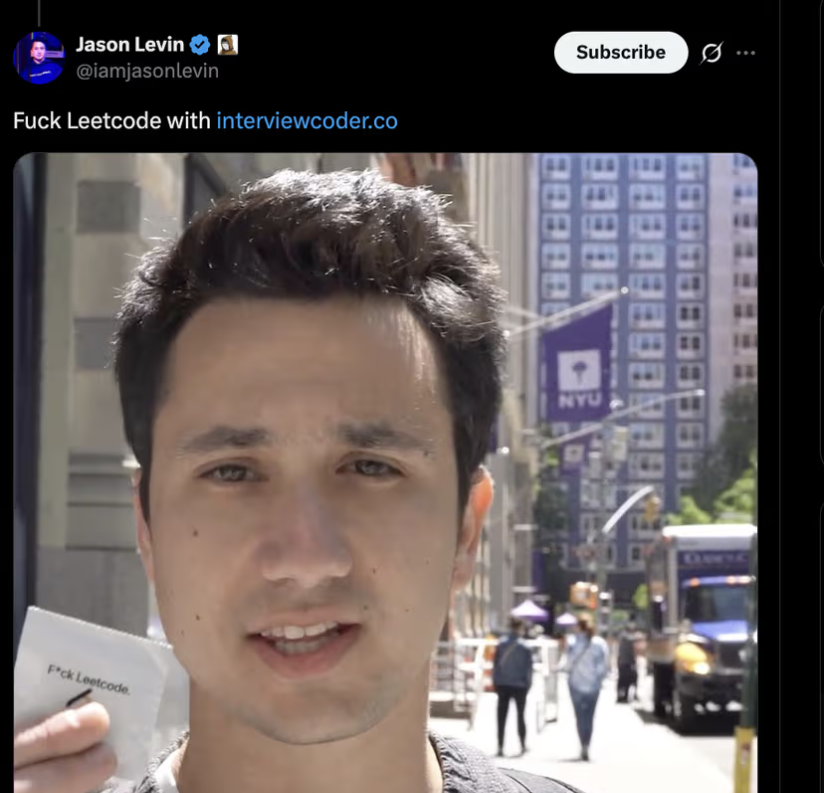 Jason Levin
Subscribe
@iamjasonlevin
Fuck Leetcode with interviewcoder.co
NYU
F*ck Leetcode.